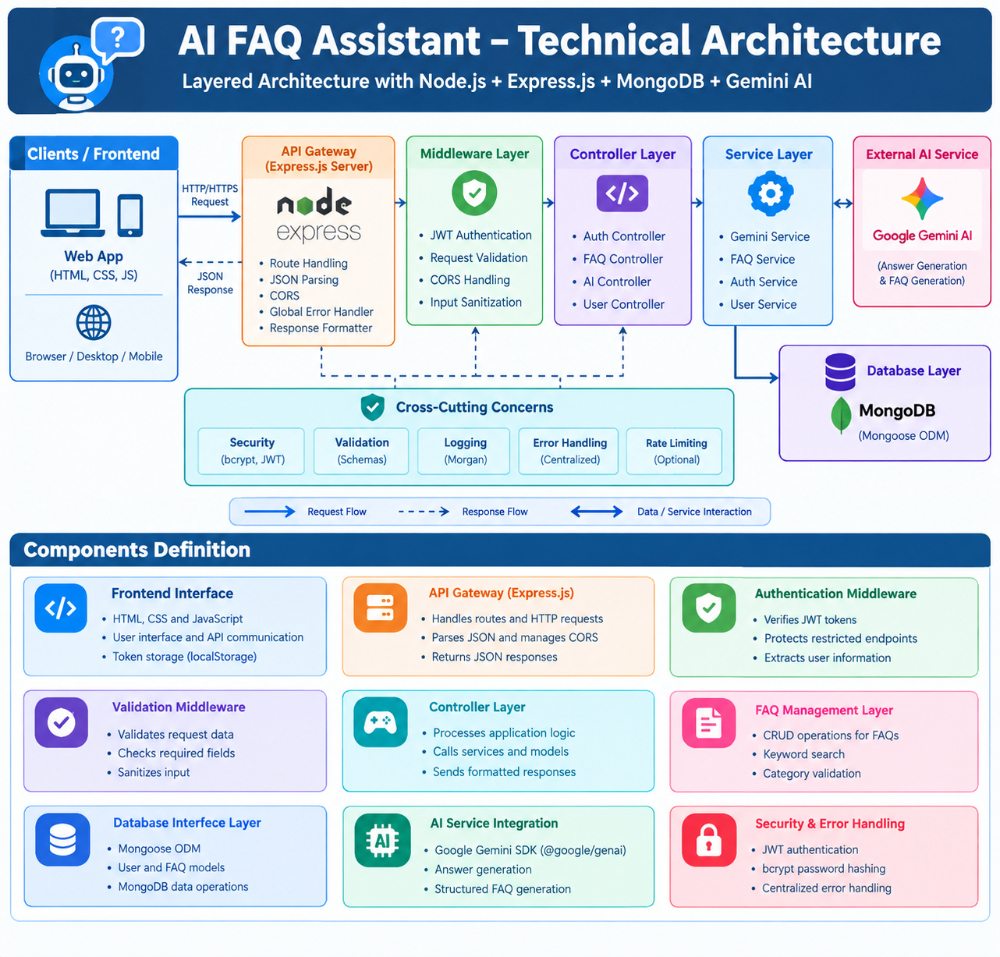 ?
AI FAQ Assistant – Technical Architecture
Layered Architecture with Node.js + Express.js + MongoDB + Gemini AI
Clients / Frontend
Web App
(HTML, CSS, JS)
Browser / Desktop / Mobile
HTTP/HTTPS
Request
JSON
Response
API Gateway
(Express.js Server)
node
express
• Route Handling
• JSON Parsing
• CORS
• Global Error Handler
• Response Formatter
Middleware Layer
• JWT Authentication
• Request Validation
• CORS Handling
• Input Sanitization
Controller Layer
</>
• Auth Controller
• FAQ Controller
• AI Controller
• User Controller
Service Layer
• Gemini Service
• FAQ Service
• Auth Service
• User Service
External AI Service
Google Gemini AI
(Answer Generation
& FAQ Generation)
Database Layer
MongoDB
(Mongoose ODM)
Cross-Cutting Concerns
Security
(bcrypt, JWT)
Validation
(Schemas)
Logging
(Morgan)
Error Handling
(Centralized)
Rate Limiting
(Optional)
Request Flow
Response Flow
Data / Service Interaction
Components Definition
</>
Frontend Interface
• HTML, CSS and JavaScript
• User interface and API communication
• Token storage (localStorage)
API Gateway (Express.js)
• Handles routes and HTTP requests
• Parses JSON and manages CORS
• Returns JSON responses
Authentication Middleware
• Verifies JWT tokens
• Protects restricted endpoints
• Extracts user information
Validation Middleware
• Validates request data
• Checks required fields
• Sanitizes input
Controller Layer
• Processes application logic
• Calls services and models
• Sends formatted responses
FAQ Management Layer
• CRUD operations for FAQs
• Keyword search
• Category validation
Database Interfece Layer
• Mongoose ODM
• User and FAQ models
• MongoDB data operations
AI
AI Service Integration
• Google Gemini SDK (@google/genai)
• Answer generation
• Structured FAQ generation
Security & Error Handling
• JWT authentication
• bcrypt password hashing
• Centralized error handling